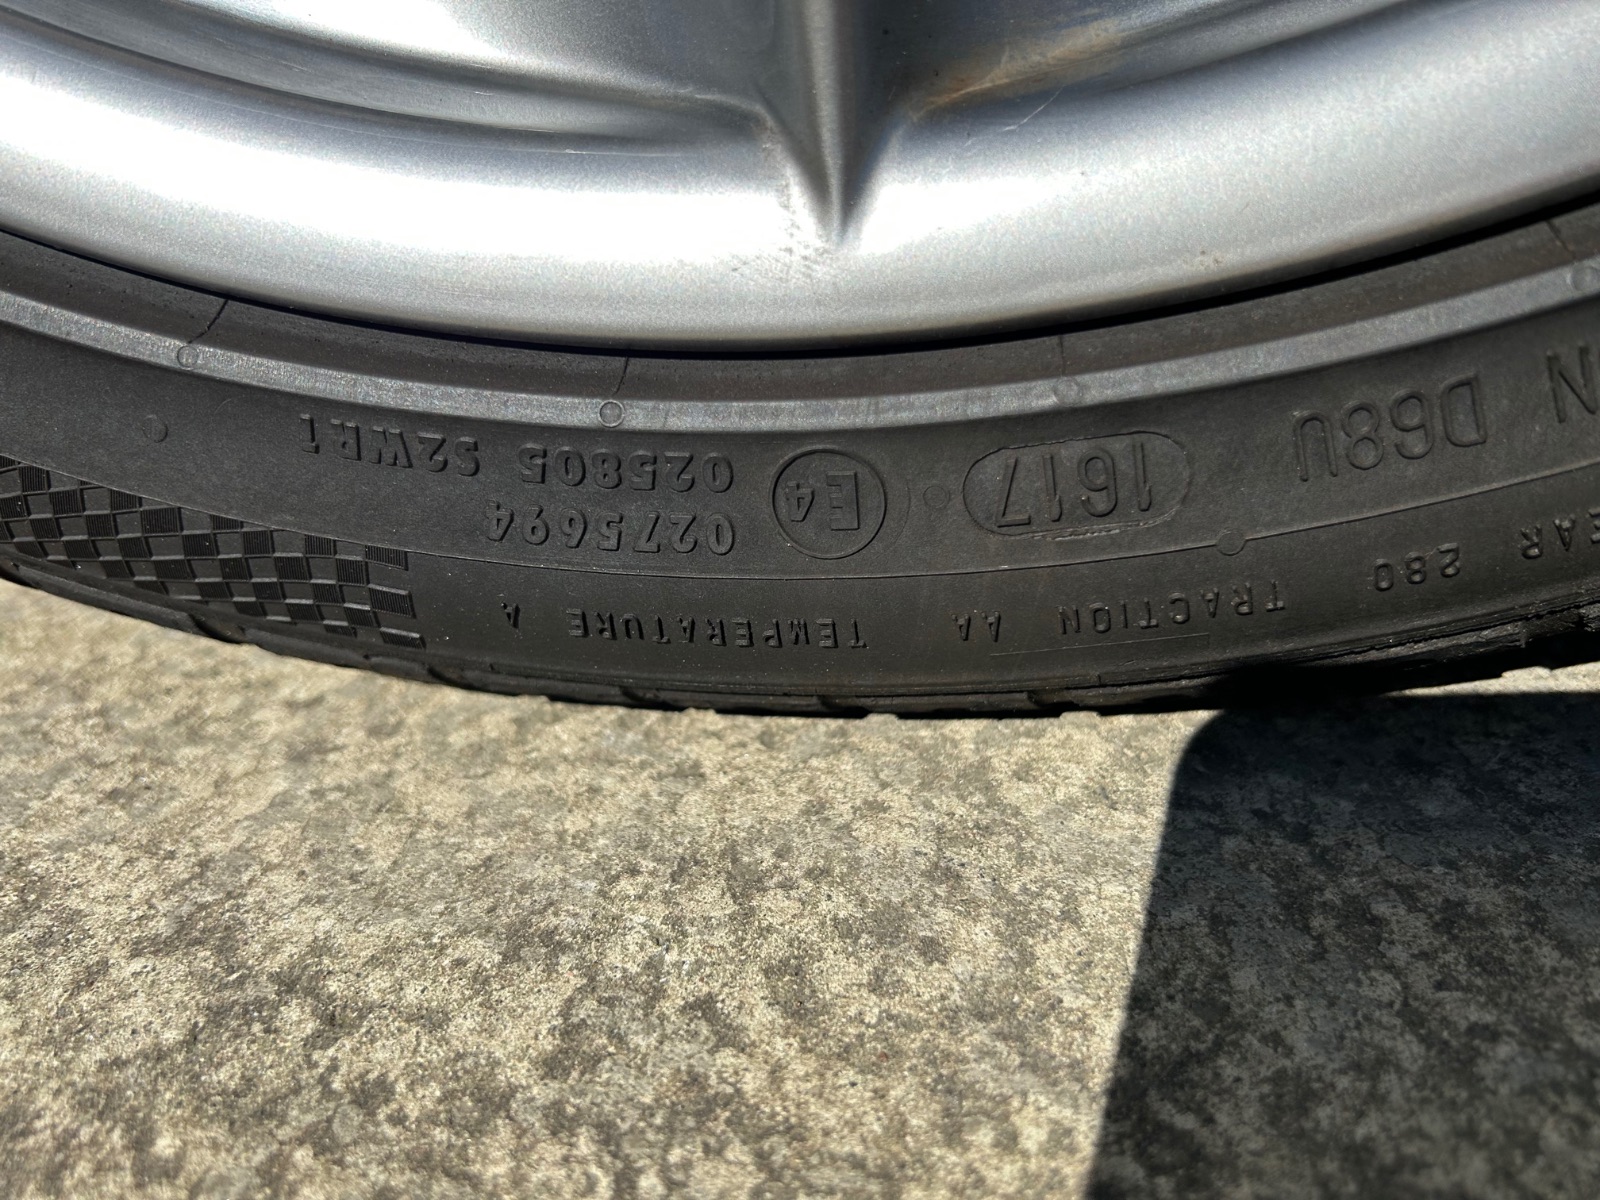 EAR 280 TRACTION AA TEMPERATURE A
N D68U 1617 E4 0275694
025805 S2WR1